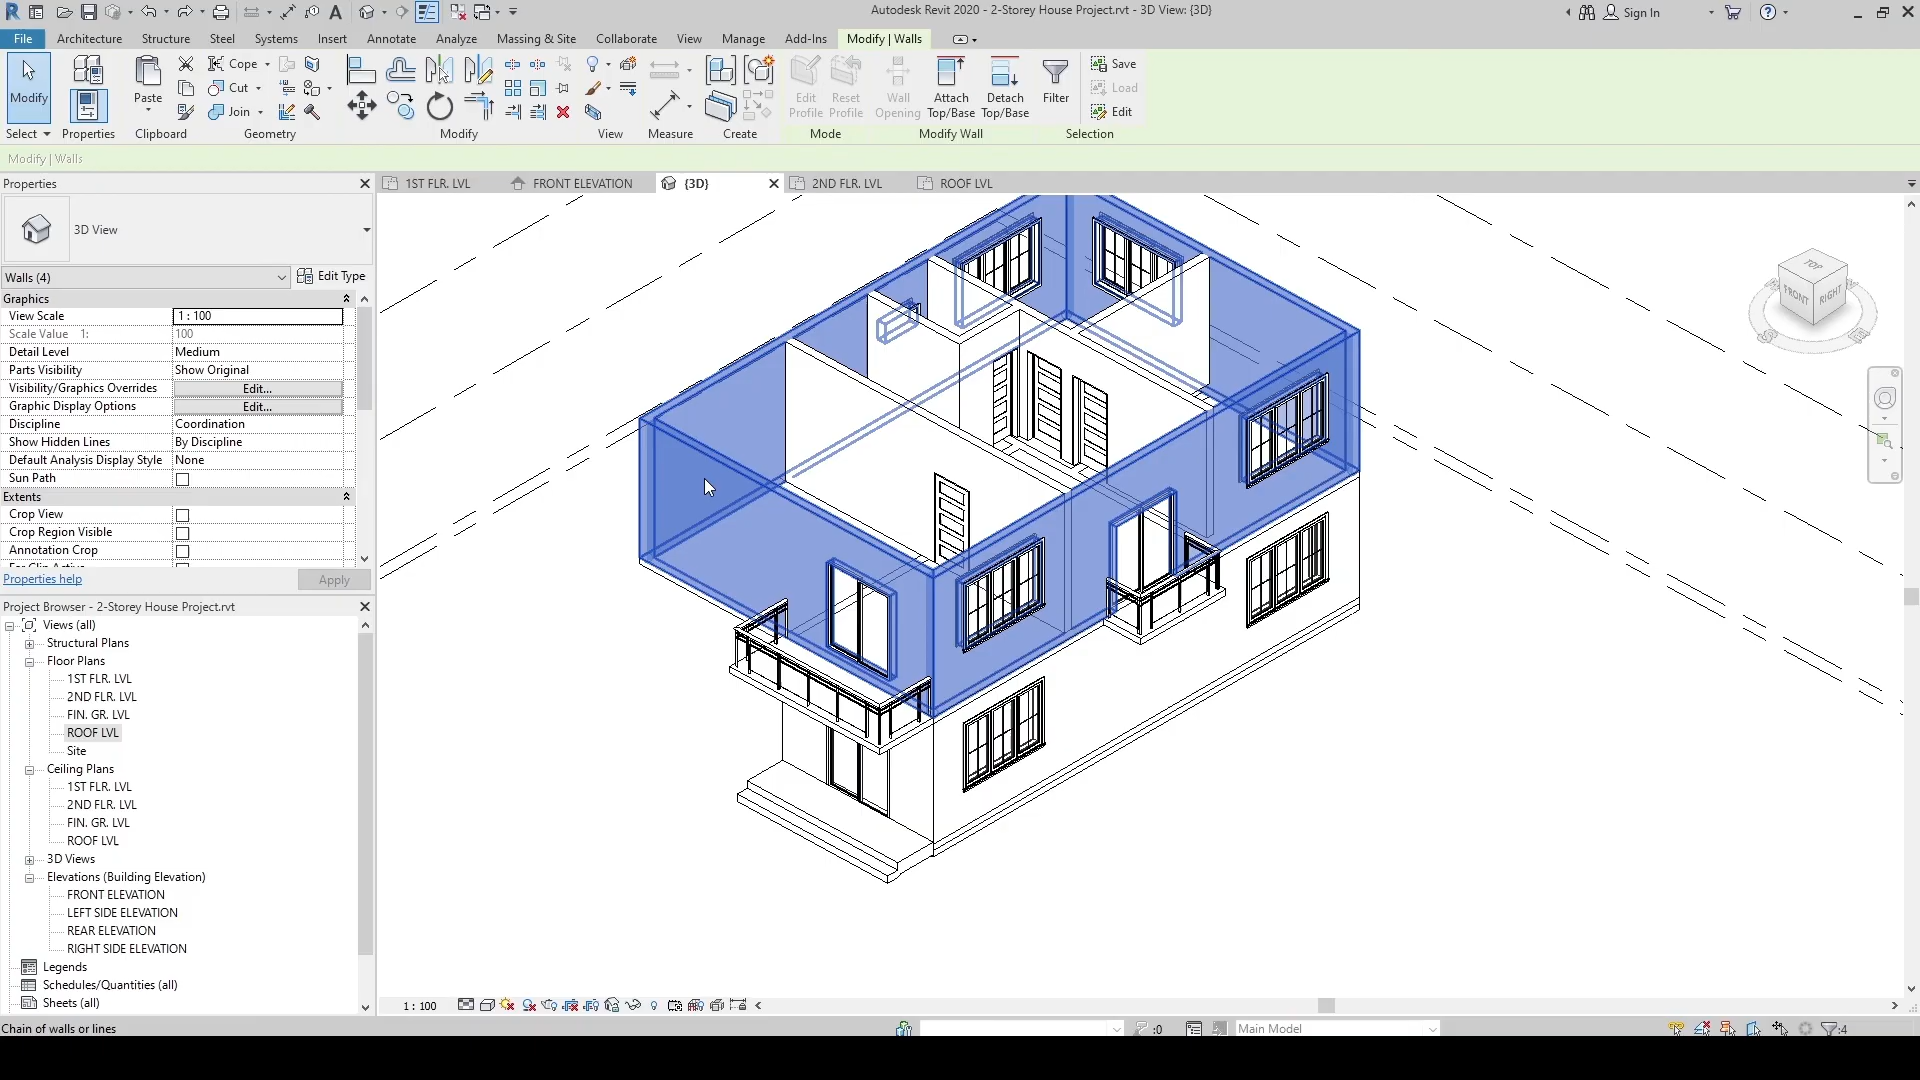 Autodesk Revit 2020 - 2-Storey House Project.rvt - 3D View: {3D}
Sign In
File Architecture Structure Steel Systems Insert Annotate Analyze Massing & Site Collaborate View Manage Add-Ins Modify | Walls
Modify
Paste
Cope
Cut
Join
Edit Profile
Reset Profile
Wall Opening
Attach Top/Base
Detach Top/Base
Filter
Save
Load
Edit
Select Properties Clipboard Geometry Modify View Measure Create Mode Modify Wall Selection
Modify | Walls
Properties
1ST FLR. LVL FRONT ELEVATION {3D} 2ND FLR. LVL ROOF LVL
3D View
Walls (4) Edit Type
Graphics
View Scale 1 : 100
Scale Value 1: 100
Detail Level Medium
Parts Visibility Show Original
Visibility/Graphics Overrides Edit...
Graphic Display Options Edit...
Discipline Coordination
Show Hidden Lines By Discipline
Default Analysis Display Style None
Sun Path
Extents
Crop View
Crop Region Visible
Annotation Crop
Properties help Apply
Project Browser - 2-Storey House Project.rvt
Views (all)
Structural Plans
Floor Plans
1ST FLR. LVL
2ND FLR. LVL
FIN. GR. LVL
ROOF LVL
Site
Ceiling Plans
1ST FLR. LVL
2ND FLR. LVL
FIN. GR. LVL
ROOF LVL
3D Views
Elevations (Building Elevation)
FRONT ELEVATION
LEFT SIDE ELEVATION
REAR ELEVATION
RIGHT SIDE ELEVATION
Legends
Schedules/Quantities (all)
Sheets (all)
TOP
FRONT
RIGHT
1 : 100
Chain of walls or lines
:0
Main Model
:4